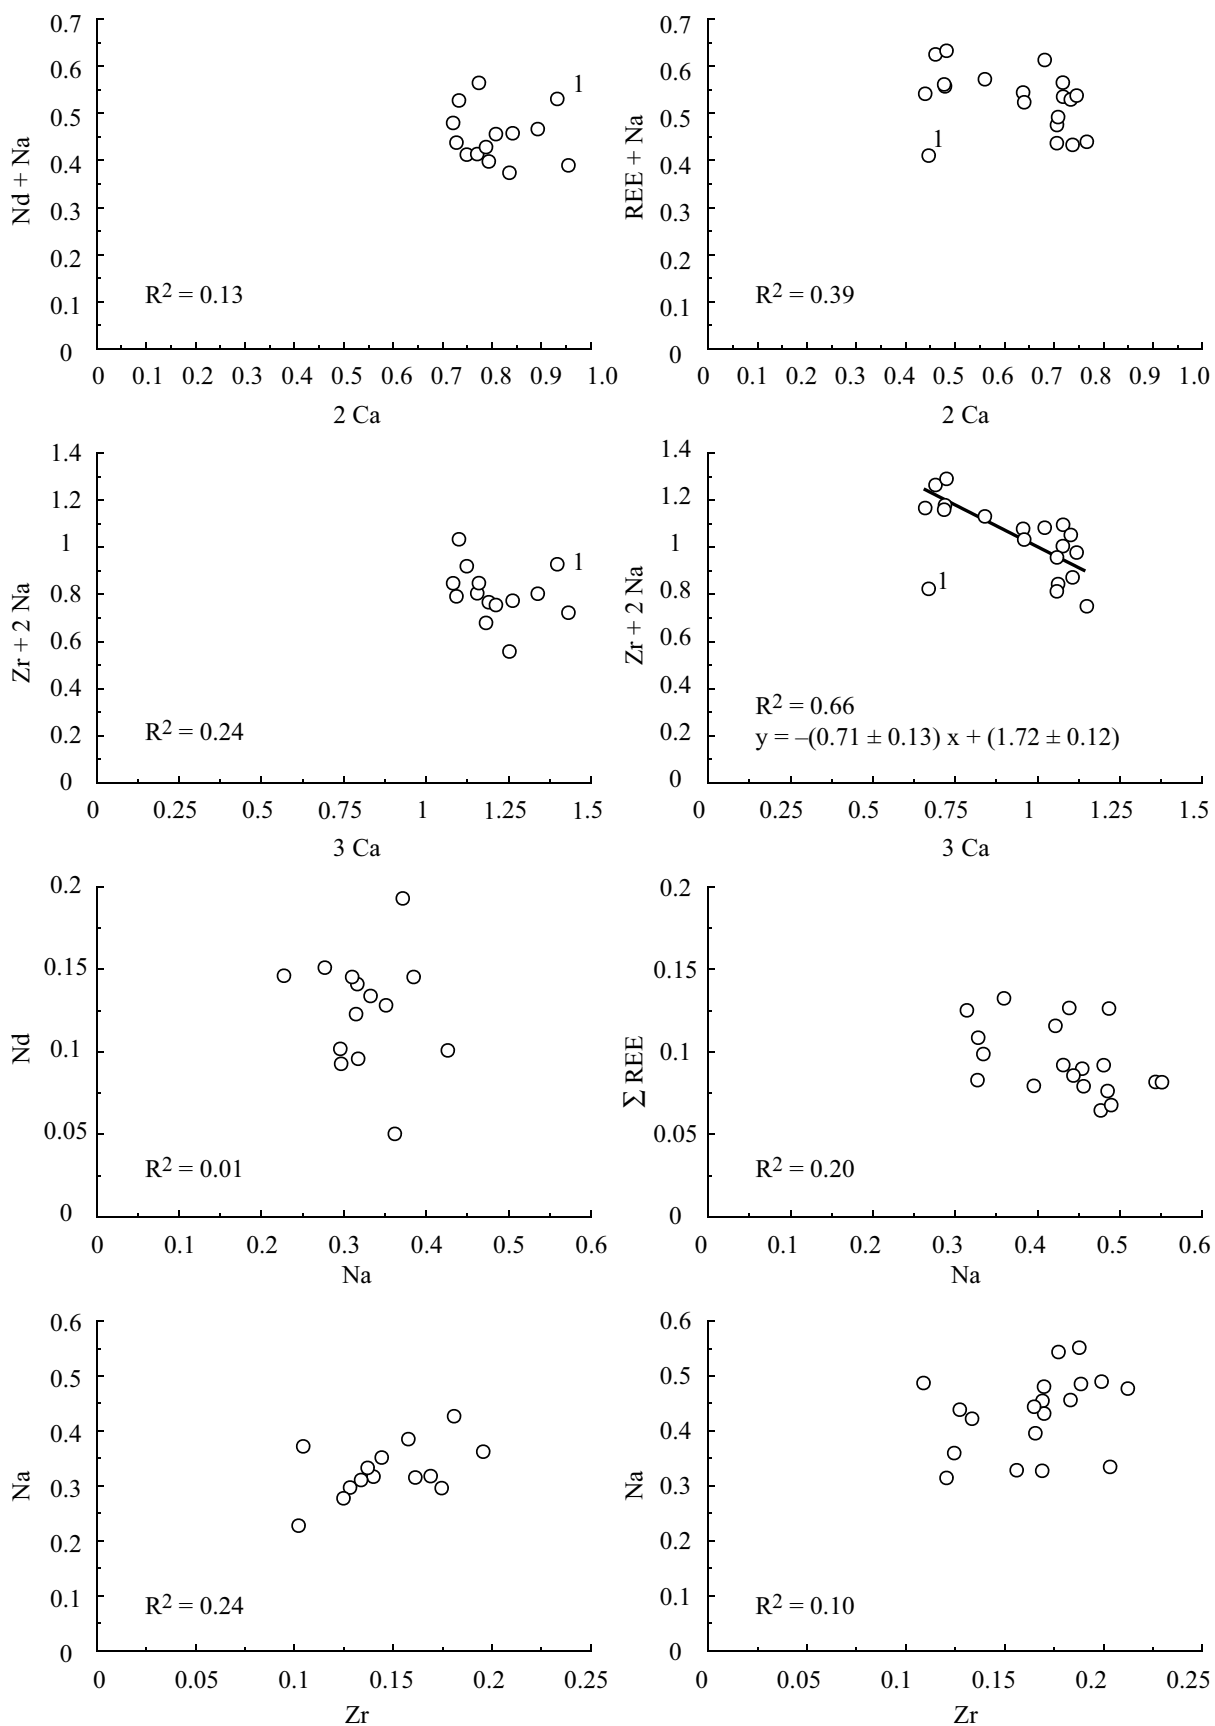 0.7
0.6
0.5
0.4
0.3
0.2
0.1
0
Nd + Na
1
R² = 0.13
0 0.1 0.2 0.3 0.4 0.5 0.6 0.7 0.8 0.9 1.0
2 Ca
0.7
0.6
0.5
0.4
0.3
0.2
0.1
0
REE + Na
1
R² = 0.39
0 0.1 0.2 0.3 0.4 0.5 0.6 0.7 0.8 0.9 1.0
2 Ca
1.4
1.2
1
0.8
0.6
0.4
0.2
0
Zr + 2 Na
1
R² = 0.24
0 0.25 0.75 1 1.25 1.5
3 Ca
1.4
1.2
1
0.8
0.6
0.4
0.2
0
Zr + 2 Na
1
R² = 0.66
y = –(0.71 ± 0.13) x + (1.72 ± 0.12)
0 0.25 0.75 1 1.25 1.5
3 Ca
0.2
0.15
0.1
0.05
0
Nd
R² = 0.01
0 0.1 0.2 0.3 0.4 0.5 0.6
Na
0.2
0.15
0.1
0.05
0
Σ REE
R² = 0.20
0 0.1 0.2 0.3 0.4 0.5 0.6
Na
0.6
0.5
0.4
0.3
0.2
0.1
0
Na
R² = 0.24
0 0.05 0.1 0.15 0.2 0.25
Zr
0.6
0.5
0.4
0.3
0.2
0.1
0
Na
R² = 0.10
0 0.05 0.1 0.15 0.2 0.25
Zr